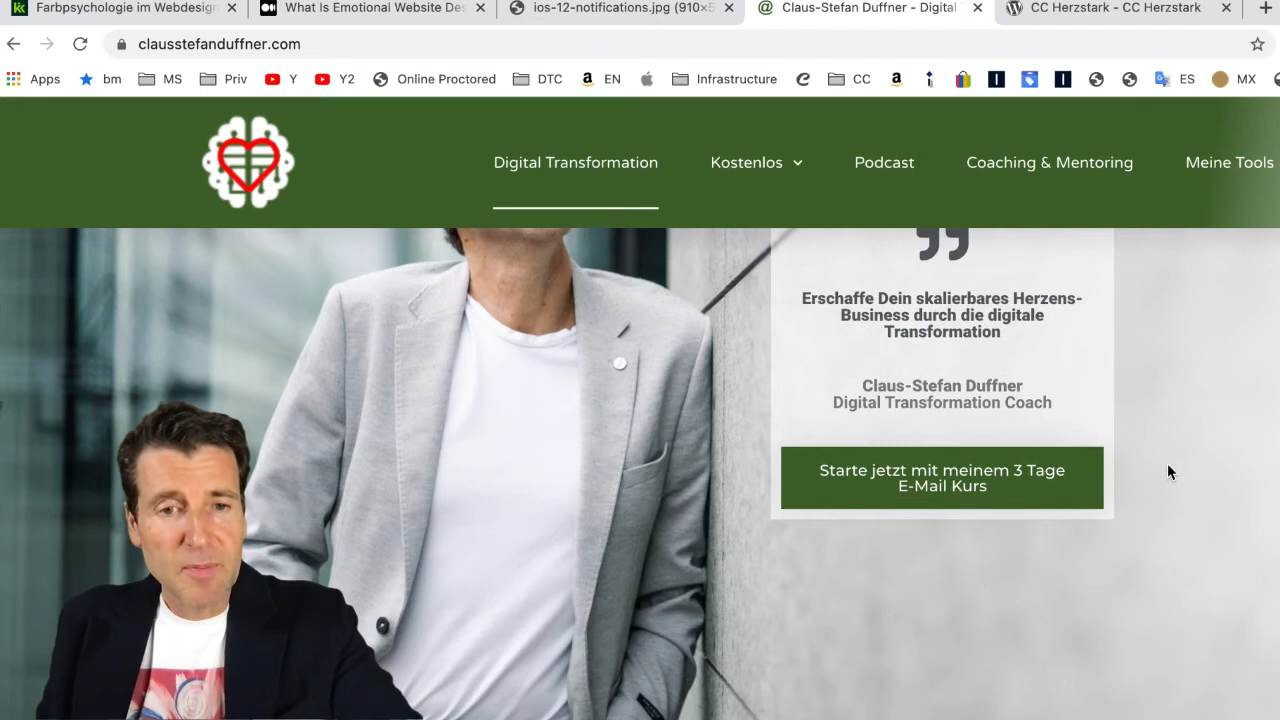 Farbpsychologie im Webdesign
What Is Emotional Website Des
ios-12-notifications.jpg (910×5
Claus-Stefan Duffner - Digital
CC Herzstark - CC Herzstark
clausstefanduffner.com
Apps
bm
MS
Priv
Y
Y2
Online Proctored
DTC
EN
Infrastructure
CC
ES
MX
Digital Transformation
Kostenlos
Podcast
Coaching & Mentoring
Meine Tools
Erschaffe Dein skalierbares Herzens-
Business durch die digitale
Transformation
Claus-Stefan Duffner
Digital Transformation Coach
Starte jetzt mit meinem 3 Tage
E-Mail Kurs